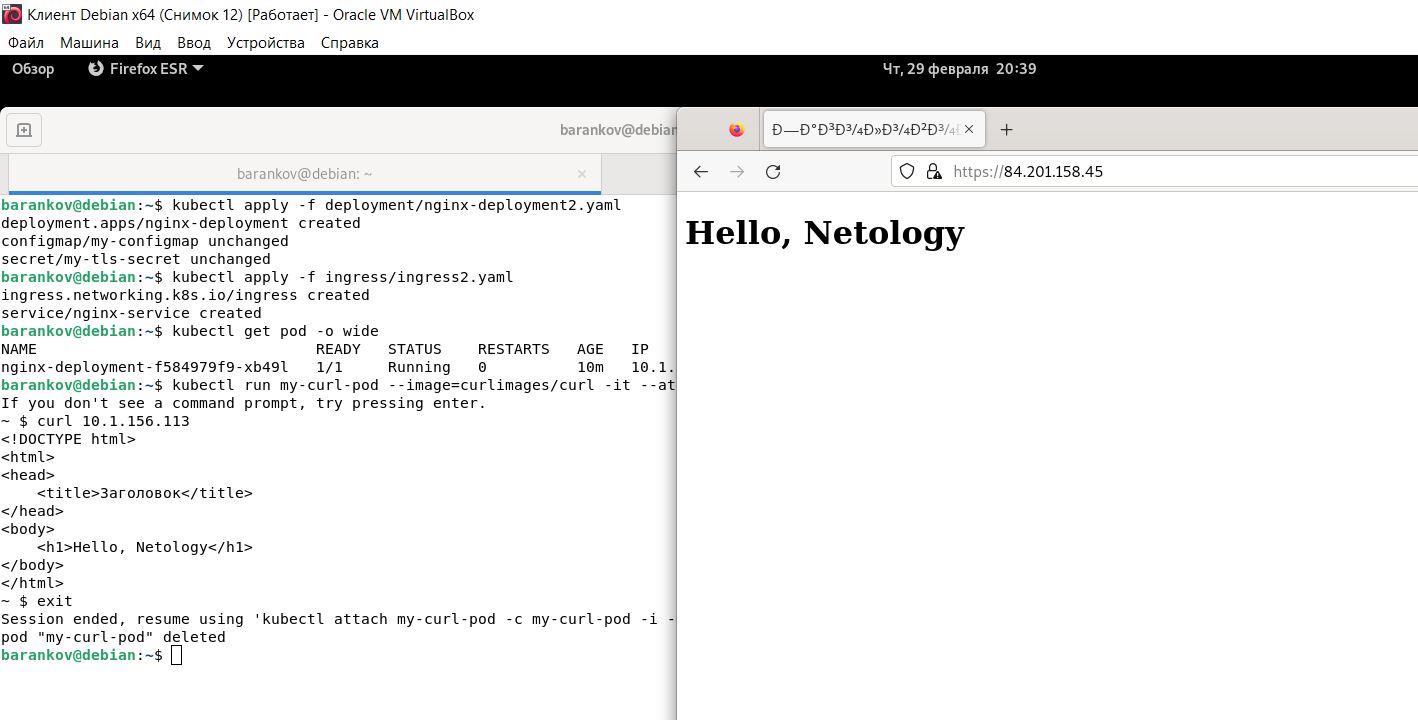 Клиент Debian x64 (Снимок 12) [Работает] - Oracle VM VirtualBox
Файл Машина Вид Ввод Устройства Справка
Обзор Firefox ESR Чт, 29 февраля 20:39
barankov@debian
barankov@debian: ~
barankov@debian:~$ kubectl apply -f deployment/nginx-deployment2.yaml
deployment.apps/nginx-deployment created
configmap/my-configmap unchanged
secret/my-tls-secret unchanged
barankov@debian:~$ kubectl apply -f ingress/ingress2.yaml
ingress.networking.k8s.io/ingress created
service/nginx-service created
barankov@debian:~$ kubectl get pod -o wide
NAME READY STATUS RESTARTS AGE IP
nginx-deployment-f584979f9-xb49l 1/1 Running 0 10m 10.1.
barankov@debian:~$ kubectl run my-curl-pod --image=curlimages/curl -it --at
If you don't see a command prompt, try pressing enter.
~ $ curl 10.1.156.113
<!DOCTYPE html>
<html>
<head>
    <title>Заголовок</title>
</head>
<body>
    <h1>Hello, Netology</h1>
</body>
</html>
~ $ exit
Session ended, resume using 'kubectl attach my-curl-pod -c my-curl-pod -i -
pod "my-curl-pod" deleted
barankov@debian:~$
Ð—Ð°Ð³Ð¾Ð»Ð¾Ð²Ð¾
https://84.201.158.45
Hello, Netology